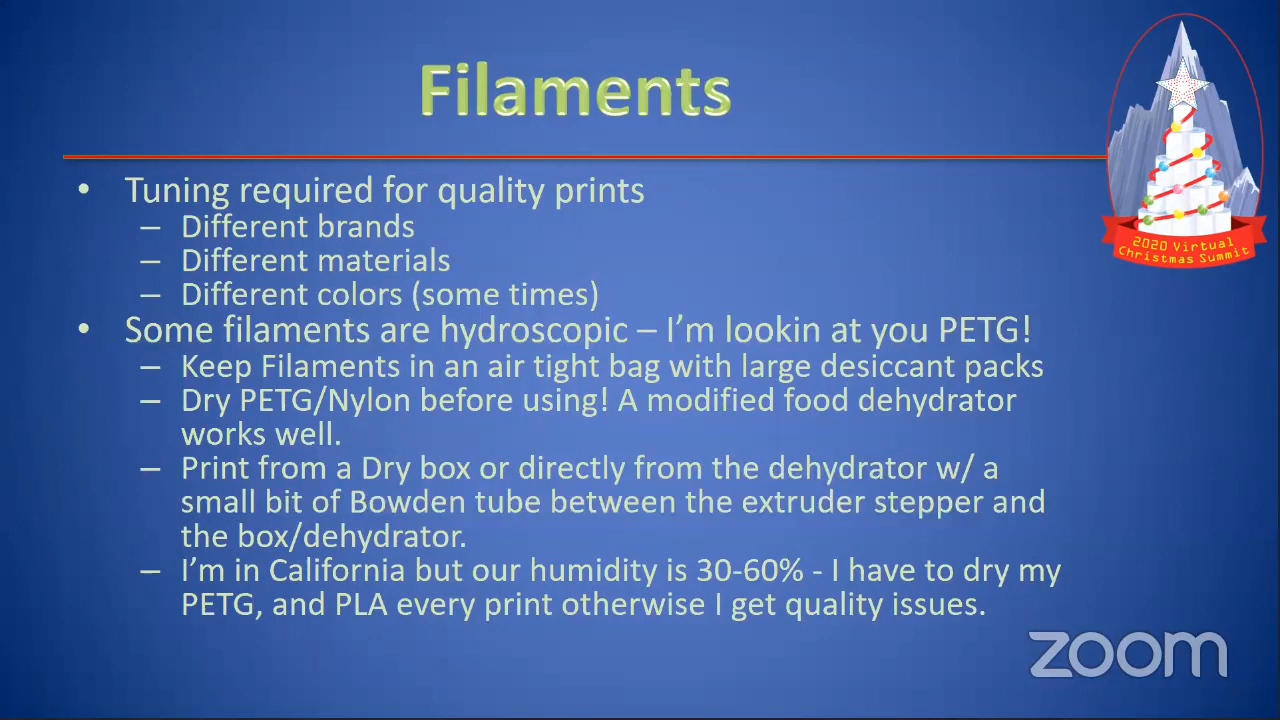 Filaments
• Tuning required for quality prints
– Different brands
– Different materials
– Different colors (some times)
• Some filaments are hydroscopic – I'm lookin at you PETG!
– Keep Filaments in an air tight bag with large desiccant packs
– Dry PETG/Nylon before using! A modified food dehydrator
works well.
– Print from a Dry box or directly from the dehydrator w/ a
small bit of Bowden tube between the extruder stepper and
the box/dehydrator.
– I'm in California but our humidity is 30-60% - I have to dry my
PETG, and PLA every print otherwise I get quality issues.
2020 Virtual
Christmas Summit
zoom